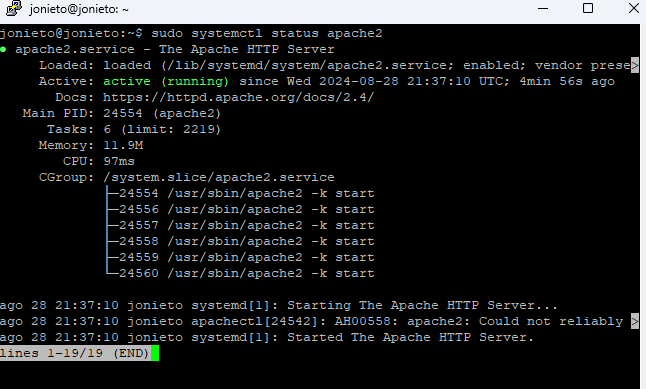 jonieto@jonieto: ~
jonieto@jonieto:~$ sudo systemctl status apache2
● apache2.service - The Apache HTTP Server
Loaded: loaded (/lib/systemd/system/apache2.service; enabled; vendor prese>
Active: active (running) since Wed 2024-08-28 21:37:10 UTC; 4min 56s ago
Docs: https://httpd.apache.org/docs/2.4/
Main PID: 24554 (apache2)
Tasks: 6 (limit: 2219)
Memory: 11.9M
CPU: 97ms
CGroup: /system.slice/apache2.service
├─24554 /usr/sbin/apache2 -k start
├─24556 /usr/sbin/apache2 -k start
├─24557 /usr/sbin/apache2 -k start
├─24558 /usr/sbin/apache2 -k start
├─24559 /usr/sbin/apache2 -k start
└─24560 /usr/sbin/apache2 -k start
ago 28 21:37:10 jonieto systemd[1]: Starting The Apache HTTP Server...
ago 28 21:37:10 jonieto apachectl[24542]: AH00558: apache2: Could not reliably >
ago 28 21:37:10 jonieto systemd[1]: Started The Apache HTTP Server.
lines 1-19/19 (END)